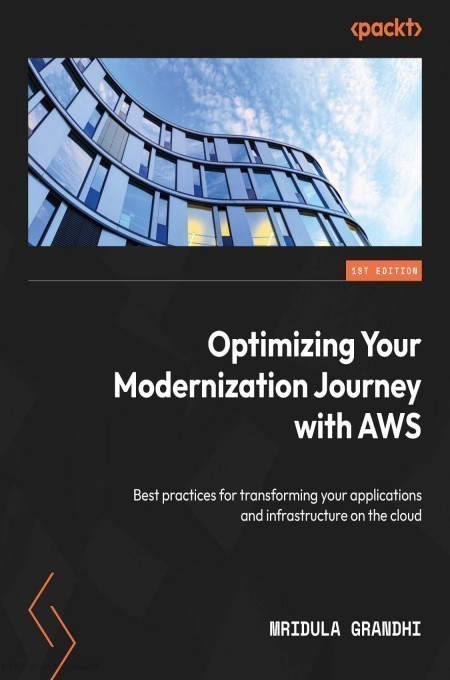 <packt>
1ST EDITION
Optimizing Your
Modernization Journey
with AWS
Best practices for transforming your applications
and infrastructure on the cloud
MRIDULA GRANDHI